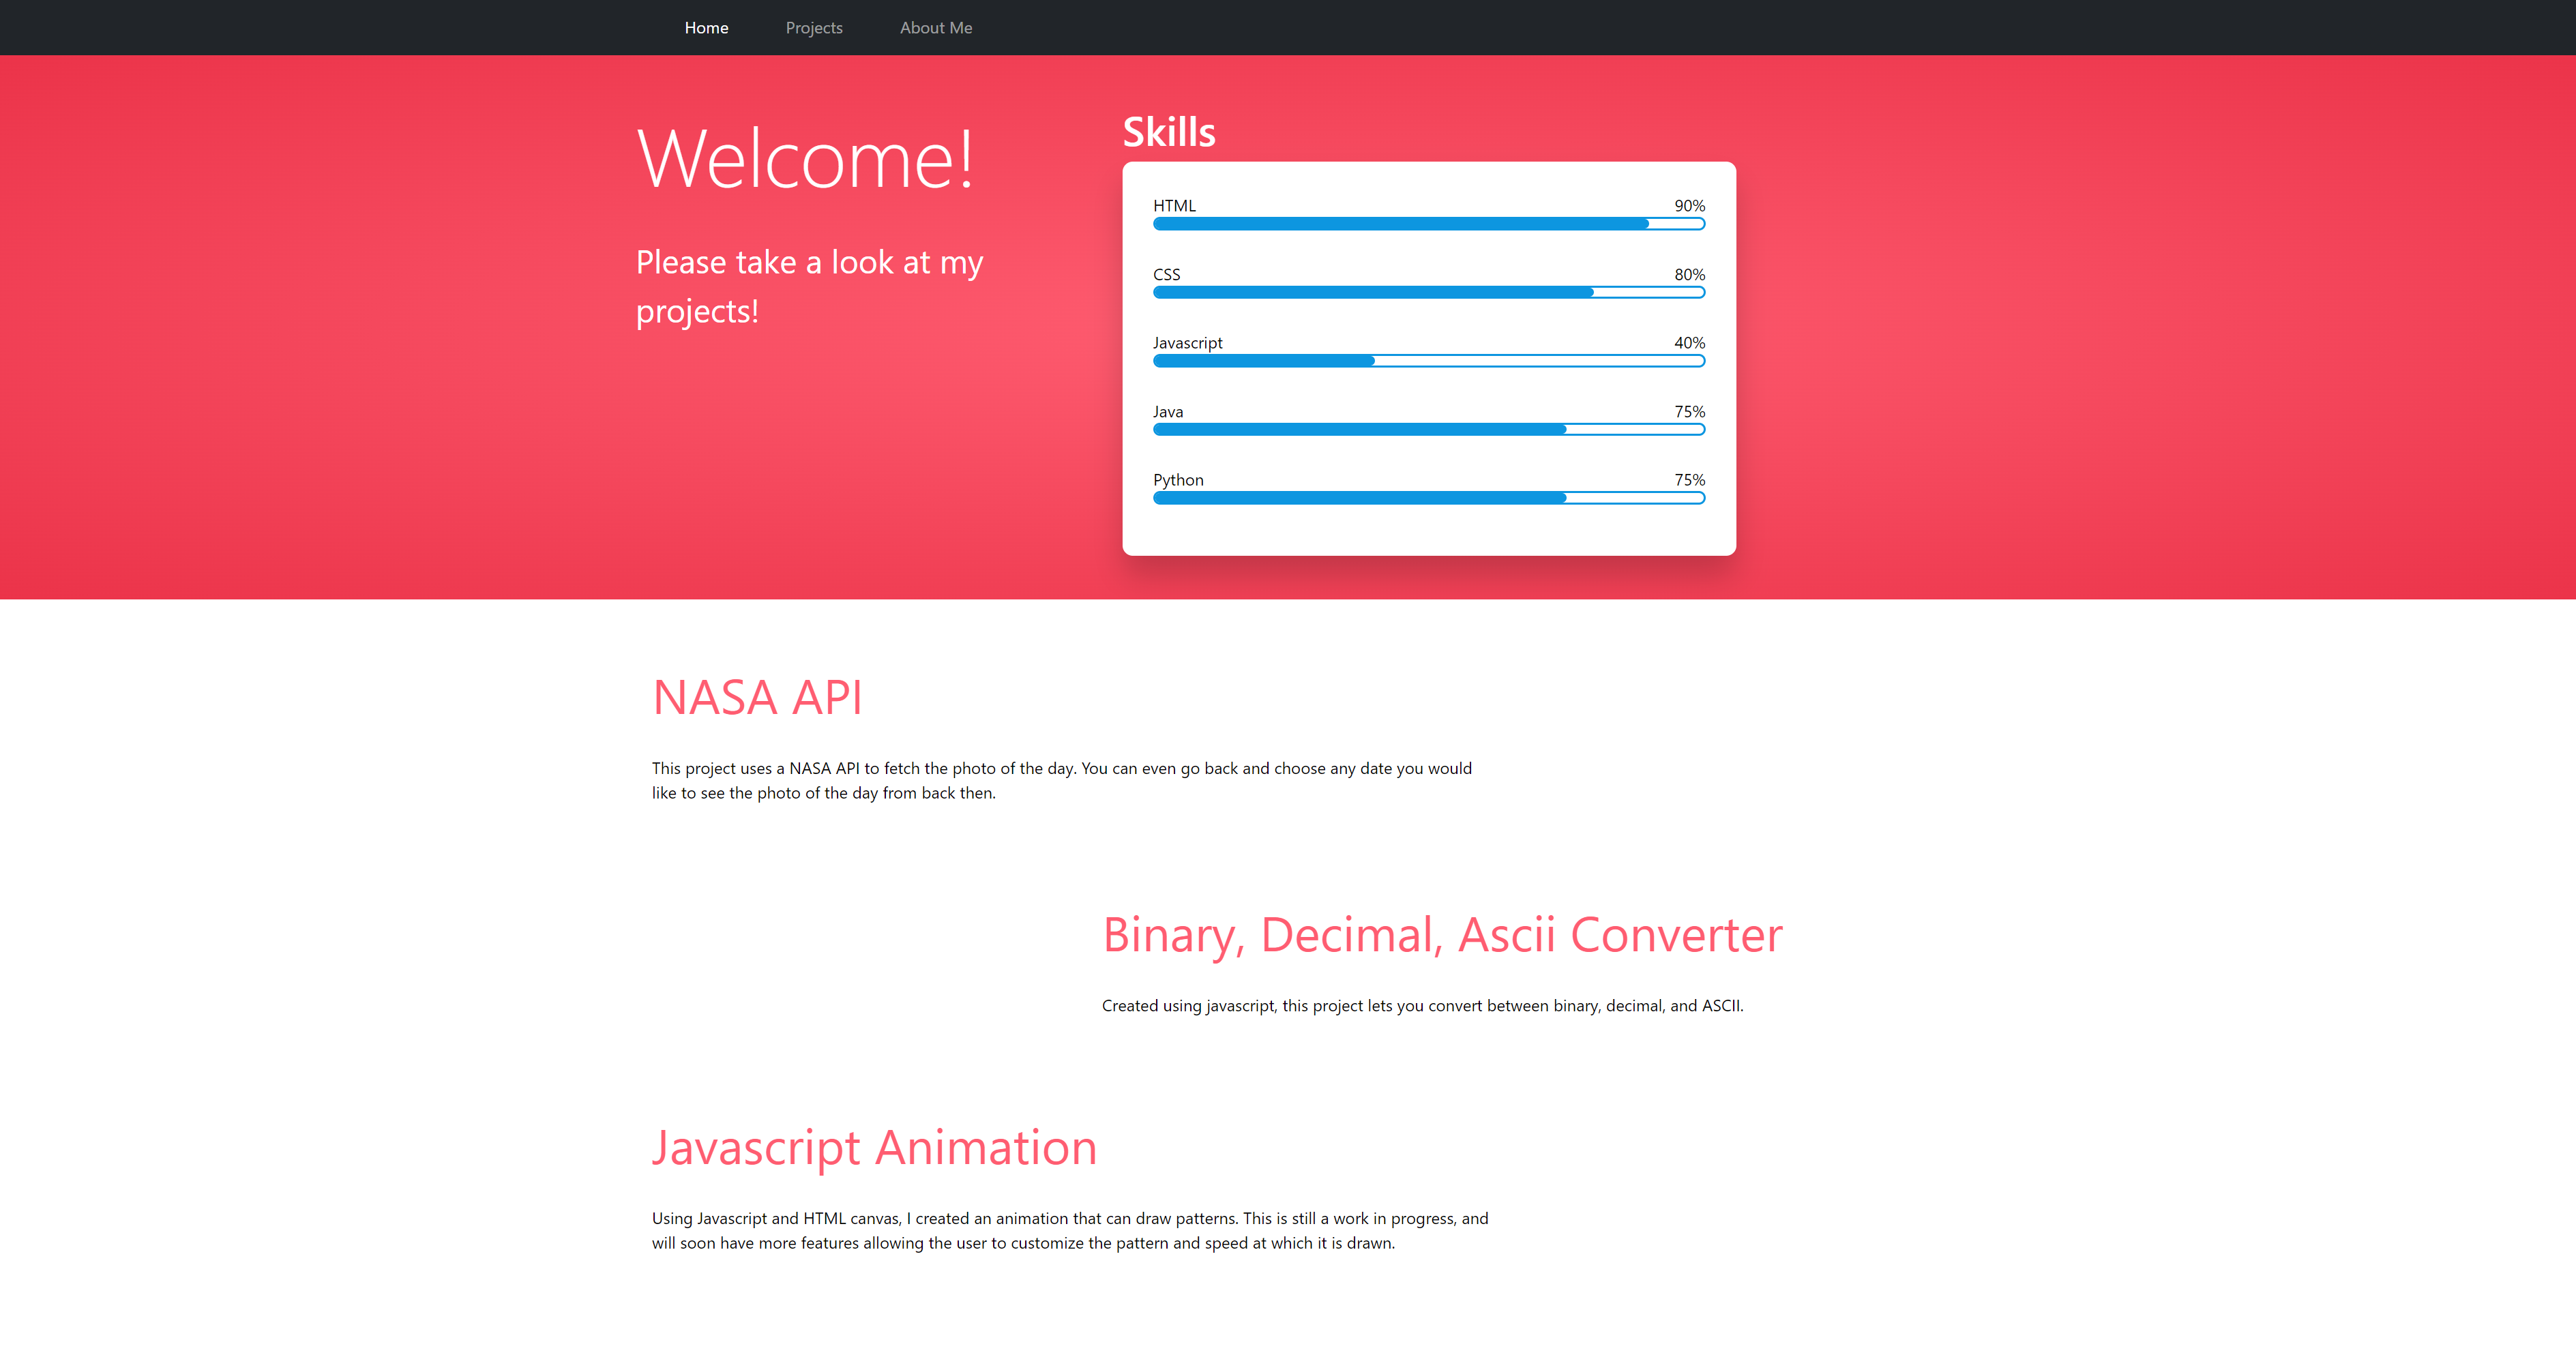 Home Projects About Me
Welcome!
Please take a look at my
projects!
Skills
HTML 90%
CSS 80%
Javascript 40%
Java 75%
Python 75%
NASA API
This project uses a NASA API to fetch the photo of the day. You can even go back and choose any date you would
like to see the photo of the day from back then.
Binary, Decimal, Ascii Converter
Created using javascript, this project lets you convert between binary, decimal, and ASCII.
Javascript Animation
Using Javascript and HTML canvas, I created an animation that can draw patterns. This is still a work in progress, and
will soon have more features allowing the user to customize the pattern and speed at which it is drawn.